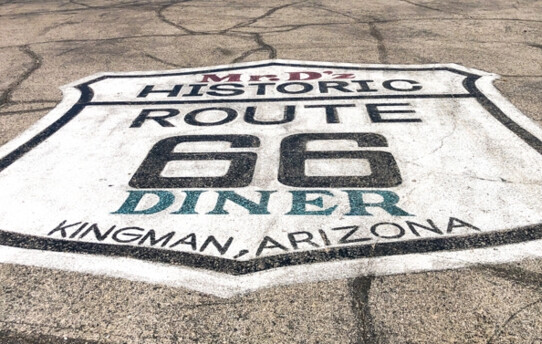 Mr. D'z
HISTORIC
ROUTE
66
DINER
KINGMAN, ARIZONA